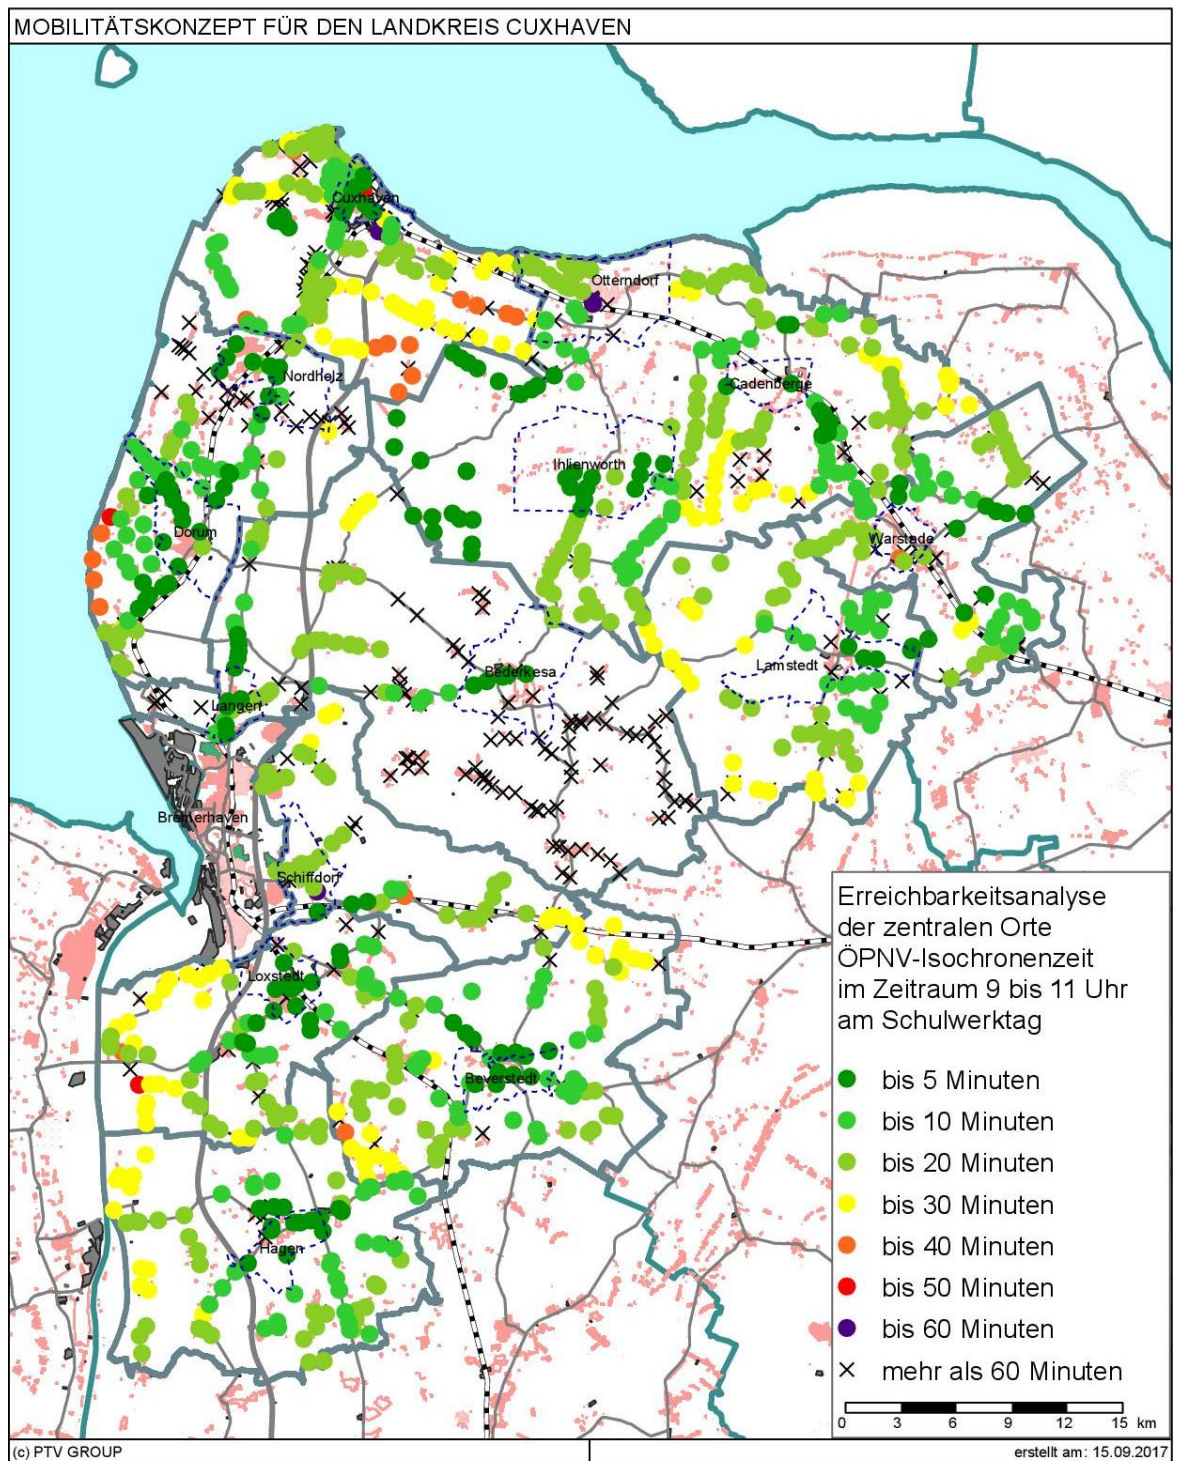 MOBILITÄTSKONZEPT FÜR DEN LANDKREIS CUXHAVEN
Cuxhaven
Otterndorf
Nordholz
Cadenberge
Ihlienworth
Dorum
Warstade
Lamstedt
Bederkesa
Langen
Bremerhaven
Schiffdorf
Loxstedt
Beverstedt
Hagen
Erreichbarkeitsanalyse
der zentralen Orte
ÖPNV-Isochronenzeit
im Zeitraum 9 bis 11 Uhr
am Schulwerktag
bis 5 Minuten
bis 10 Minuten
bis 20 Minuten
bis 30 Minuten
bis 40 Minuten
bis 50 Minuten
bis 60 Minuten
mehr als 60 Minuten
0 3 6 9 12 15 km
(c) PTV GROUP
erstellt am: 15.09.2017